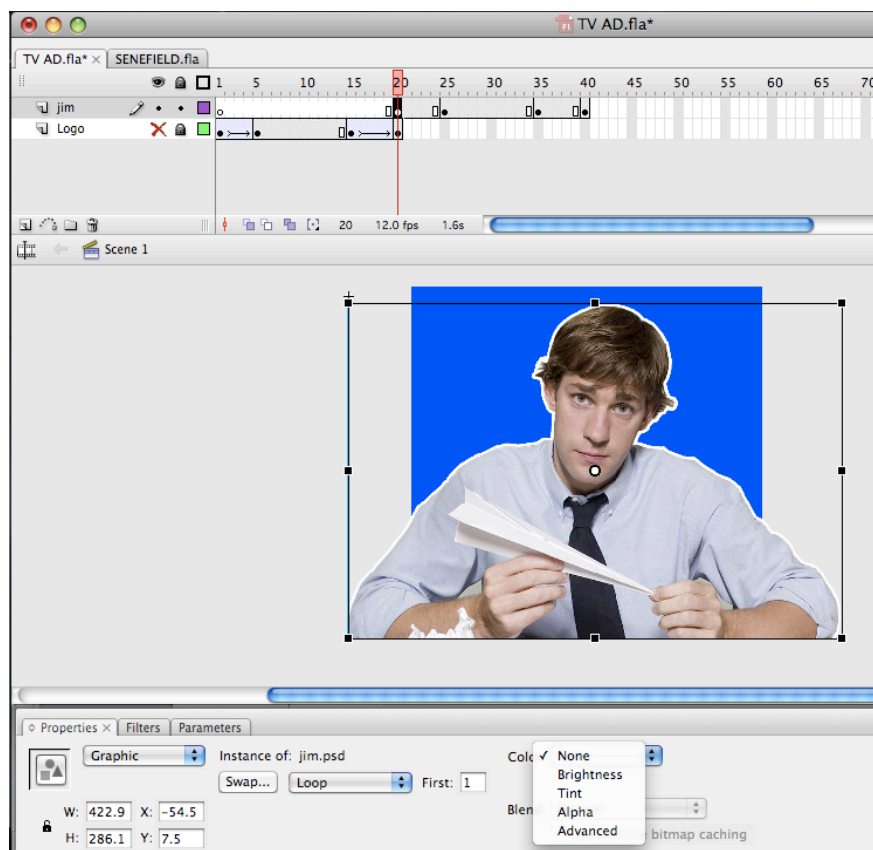 TV AD.fla*
TV AD.fla* × SENEFIELD.fla
1 5 10 15 20 25 30 35 40 45 50 55 60 65 70
jim
Logo
20 12.0 fps 1.6s
Scene 1
Properties × Filters Parameters
Graphic Instance of: jim.psd
Swap... Loop First: 1
None
Brightness
Tint
Alpha
Advanced
W: 422.9 X: -54.5
H: 286.1 Y: 7.5
bitmap caching